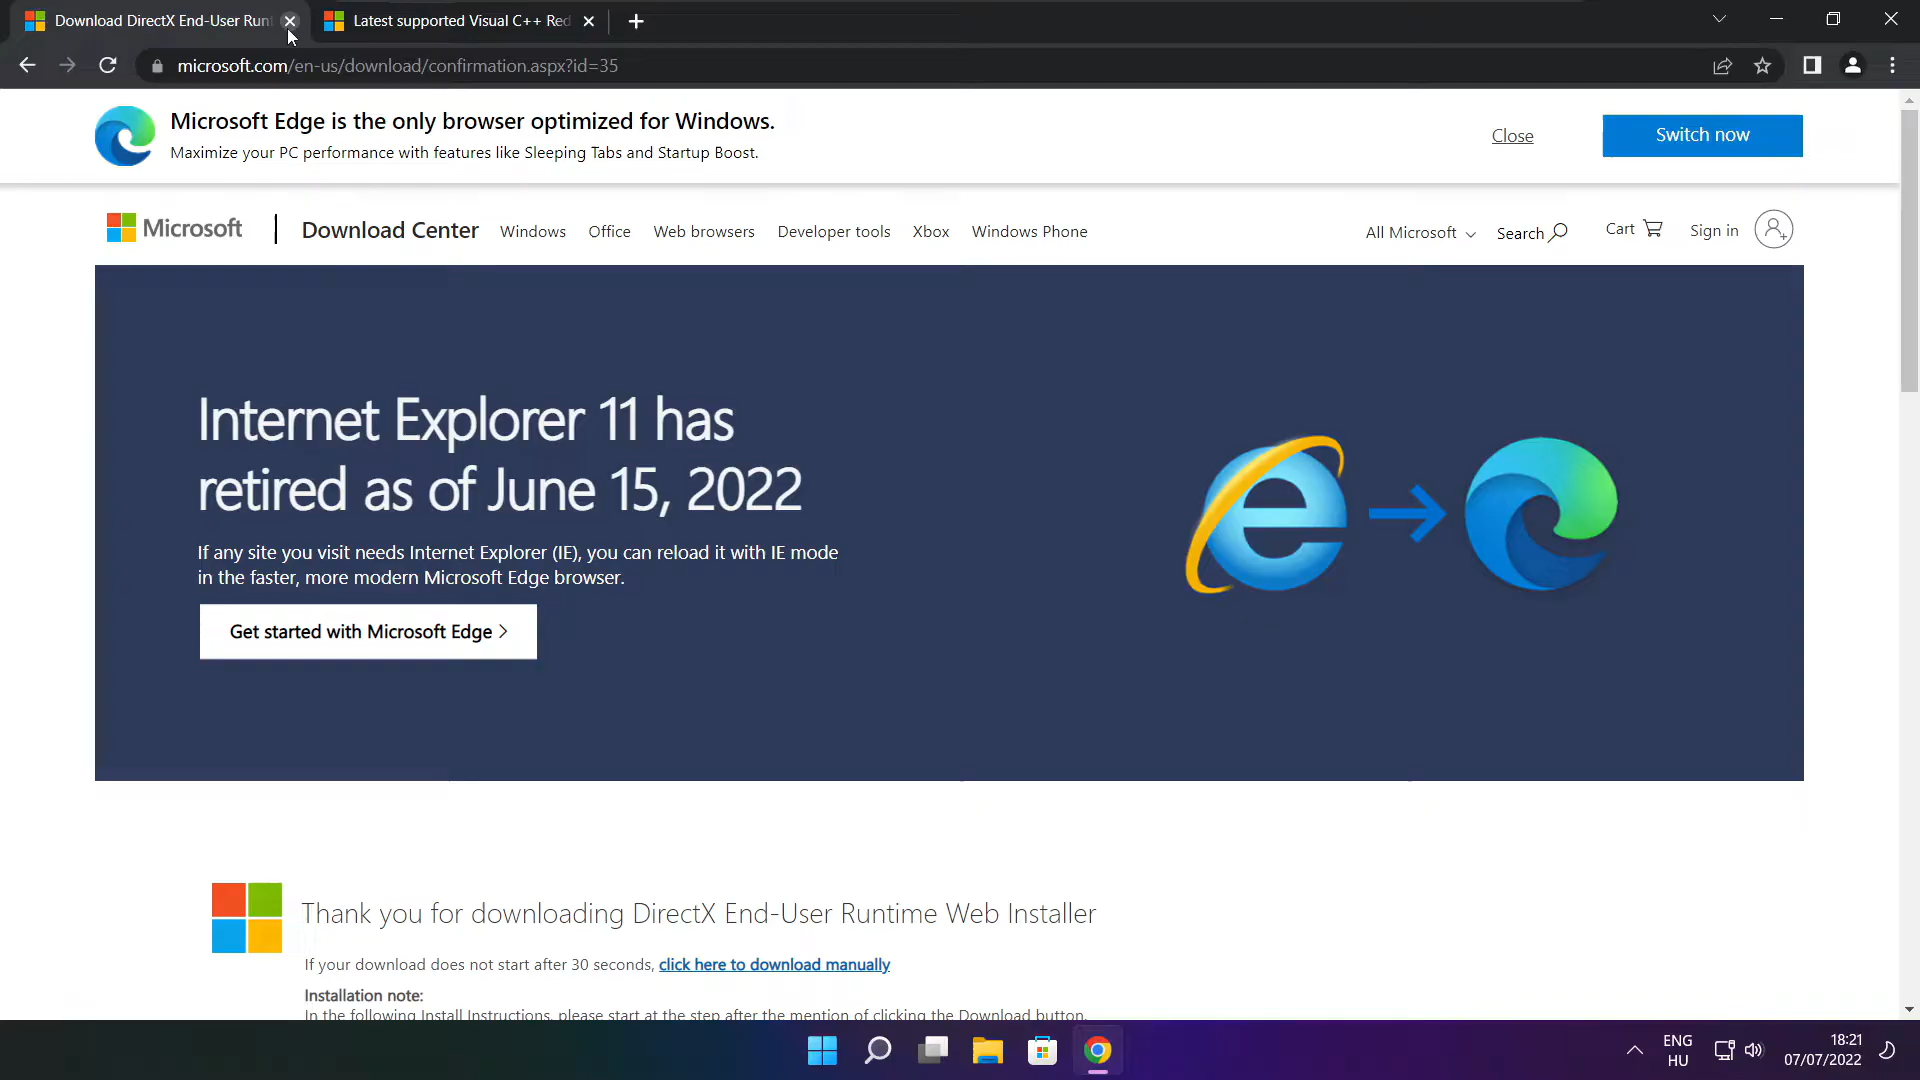 Download DirectX End-User Run
Latest supported Visual C++ Red
microsoft.com/en-us/download/confirmation.aspx?id=35
Microsoft Edge is the only browser optimized for Windows.
Maximize your PC performance with features like Sleeping Tabs and Startup Boost.
Close
Switch now
Microsoft
Download Center
Windows
Office
Web browsers
Developer tools
Xbox
Windows Phone
All Microsoft
Search
Cart
Sign in
Internet Explorer 11 has
retired as of June 15, 2022
If any site you visit needs Internet Explorer (IE), you can reload it with IE mode
in the faster, more modern Microsoft Edge browser.
Get started with Microsoft Edge >
Thank you for downloading DirectX End-User Runtime Web Installer
If your download does not start after 30 seconds, click here to download manually
Installation note:
In the following Install Instructions, please start at the step after the mention of clicking the Download button.
ENG
HU
18:21
07/07/2022